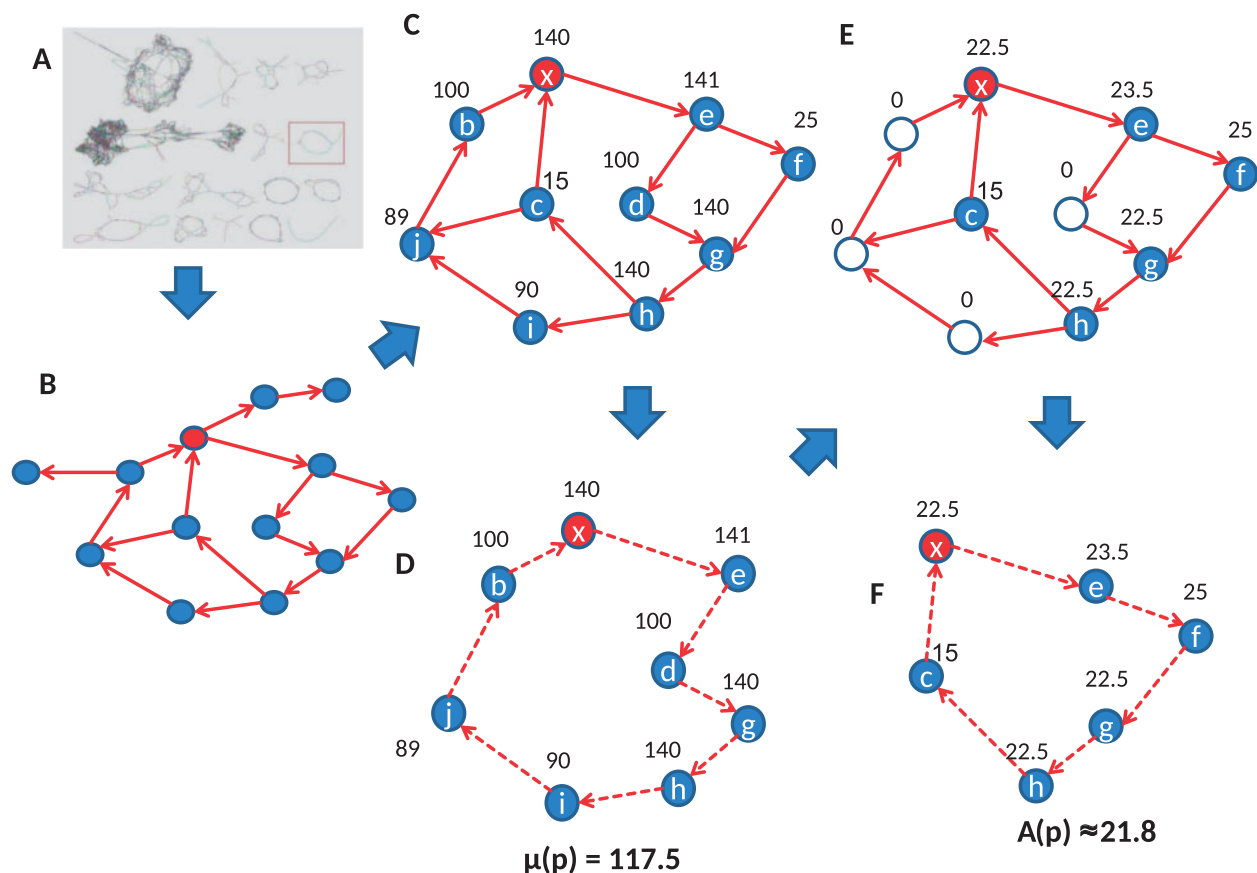 A
B
C
140
x
100
b
141
e
25
f
15
c
100
d
89
j
140
g
140
h
90
i
D
140
x
100
b
141
e
100
d
140
g
89
j
90
i
140
h
μ(p) = 117.5
E
22.5
x
0
23.5
e
25
f
15
c
0
0
22.5
g
22.5
h
0
F
22.5
x
23.5
e
25
f
15
c
22.5
g
22.5
h
A(p) ≈21.8